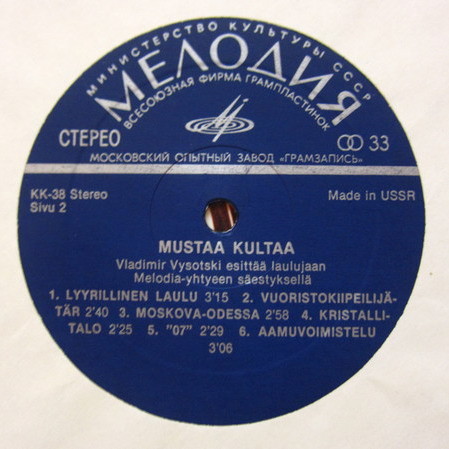 МИНИСТЕРСТВО КУЛЬТУРЫ СССР
МЕЛОДИЯ
ВСЕСОЮЗНАЯ ФИРМА ГРАМПЛАСТИНОК
СТЕРЕО
33
МОСКОВСКИЙ ОПЫТНЫЙ ЗАВОД «ГРАМЗАПИСЬ»
KK-38 Stereo
Made in USSR
Sivu 2
MUSTAA KULTAA
Vladimir Vysotski esittää laulujaan
Melodia-yhtyeen säestyksellä
1. LYYRILLINEN LAULU 3'15 2. VUORISTOKIIPEILIJÄ-
TÄR 2'40 3. MOSKOVA-ODESSA 2'58 4. KRISTALLI-
TALO 2'25 5. "07" 2'29 6. AAMUVOIMISTELU
3'06